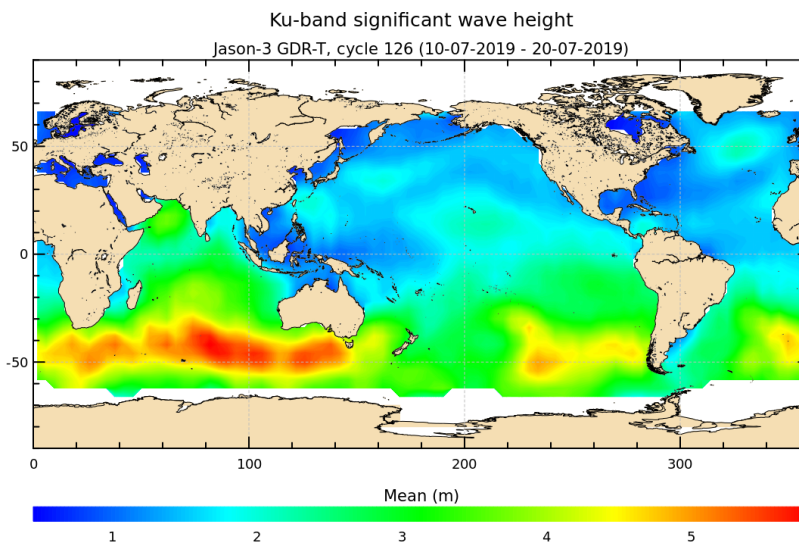 Ku-band significant wave height
Jason-3 GDR-T, cycle 126 (10-07-2019 - 20-07-2019)
50
0
-50
0 100 200 300
Mean (m)
1 2 3 4 5